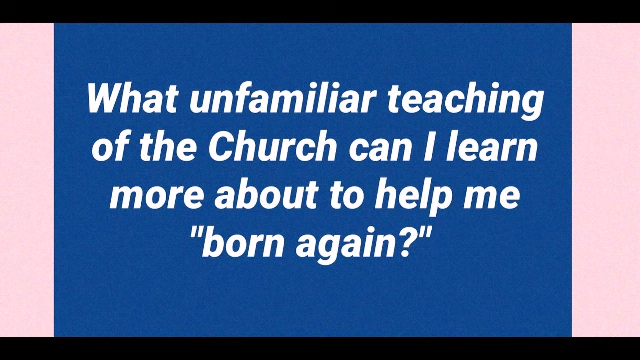 What unfamiliar teaching
of the Church can I learn
more about to help me
"born again?"